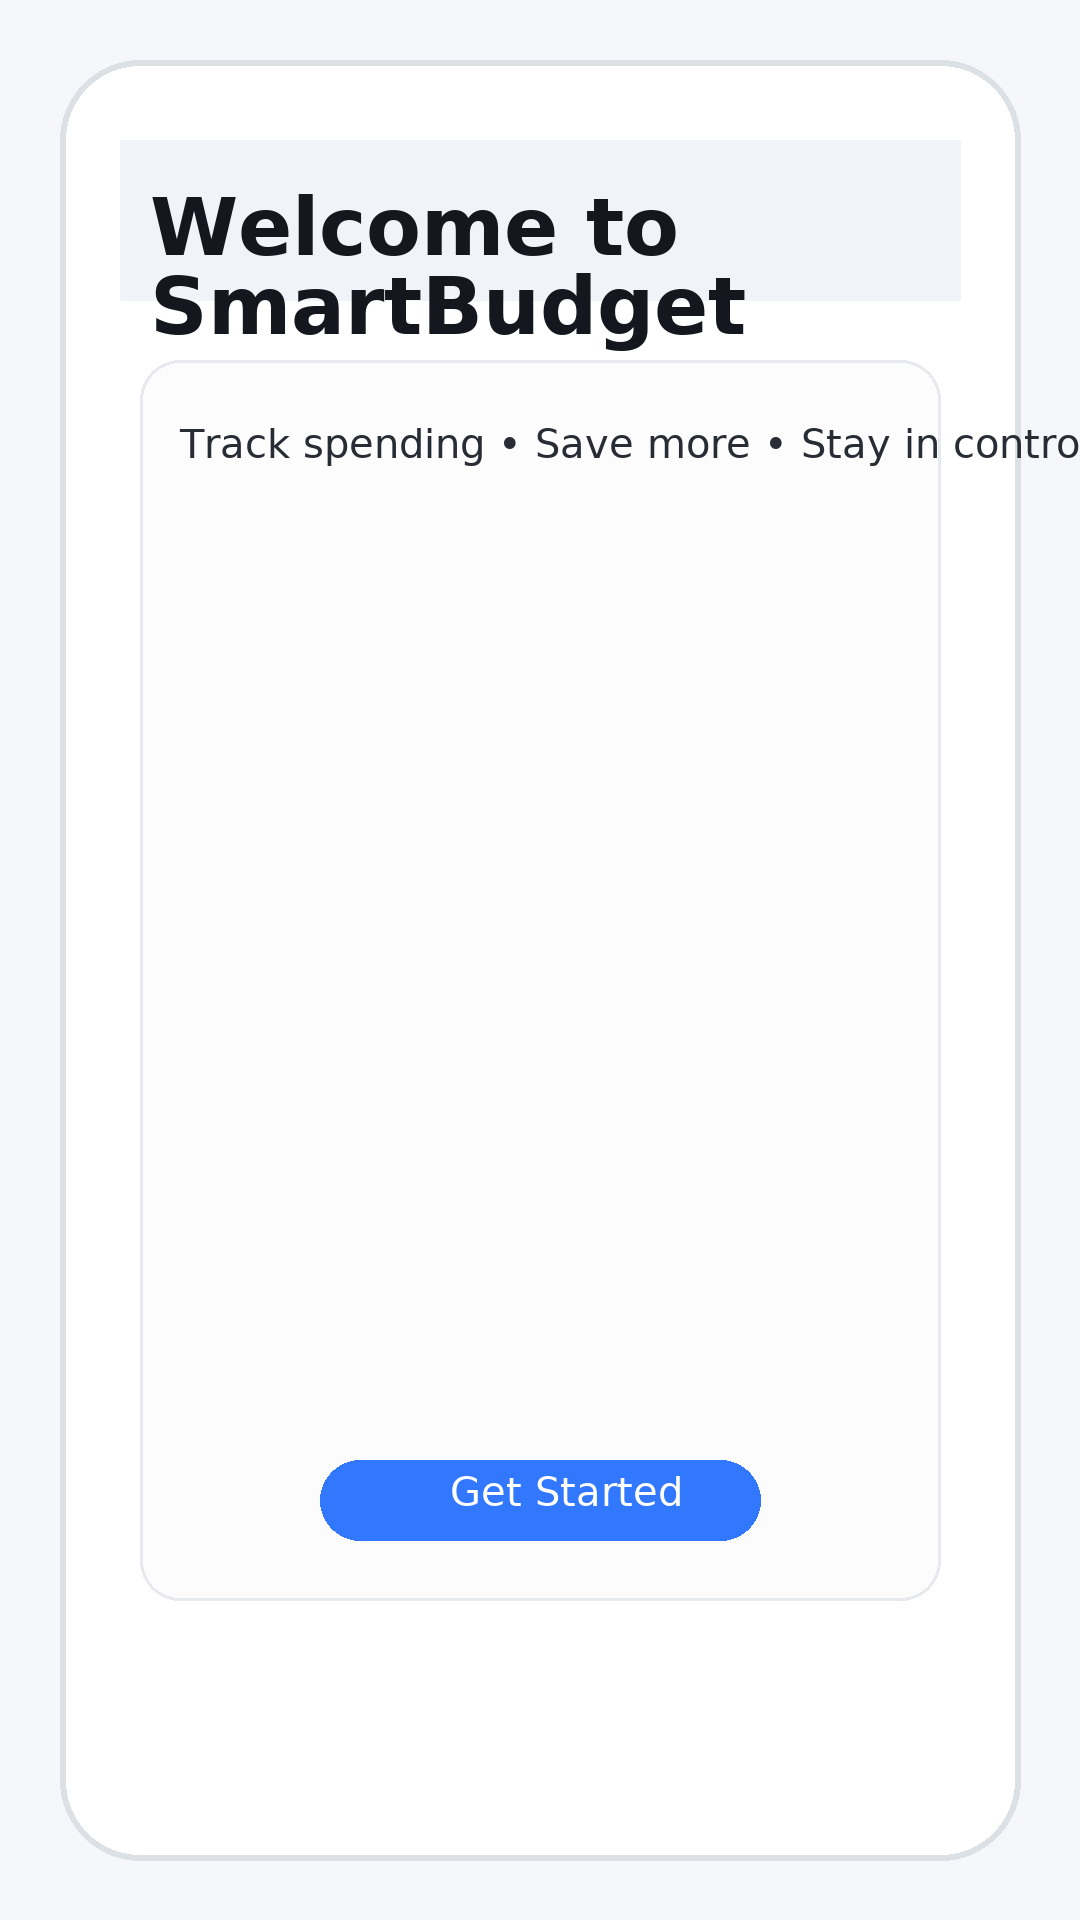 Welcome to
SmartBudget
Track spending • Save more • Stay in contro
Get Started